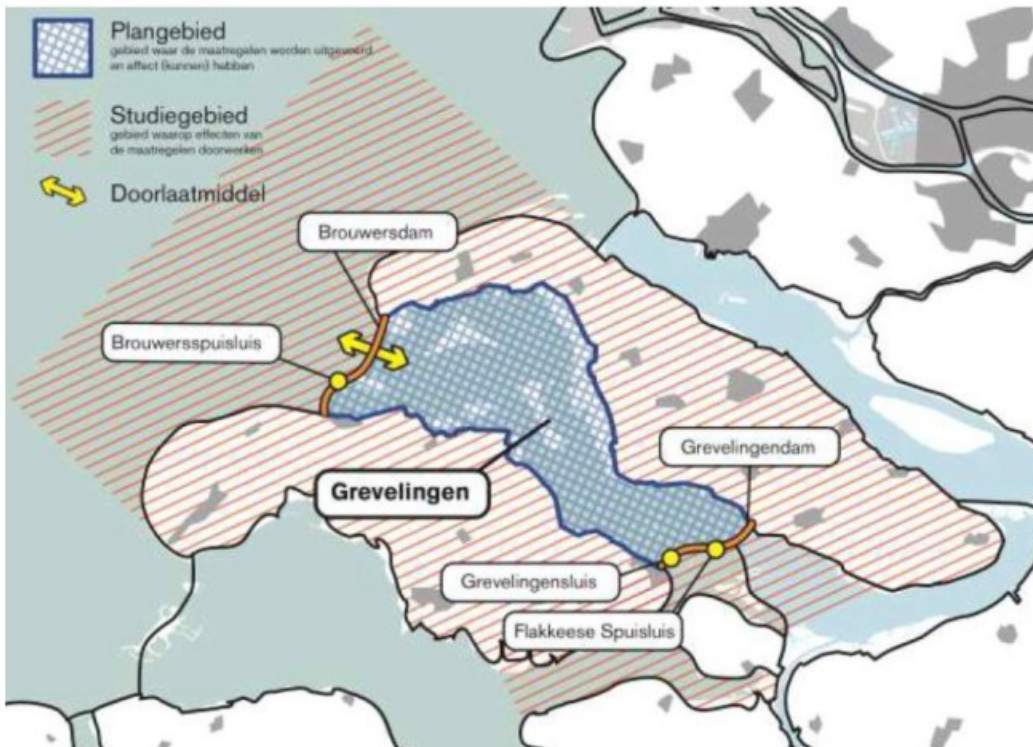 Plangebied
gebied waar de maatregelen worden uitgevoerd
en effect (kunnen) hebben
Studiegebied
gebied waarop effecten van
de maatregelen doorwerken
Doorlaatmiddel
Brouwersdam
Brouwersspuisluis
Grevelingendam
Grevelingen
Grevelingensluis
Flakkeese Spuisluis